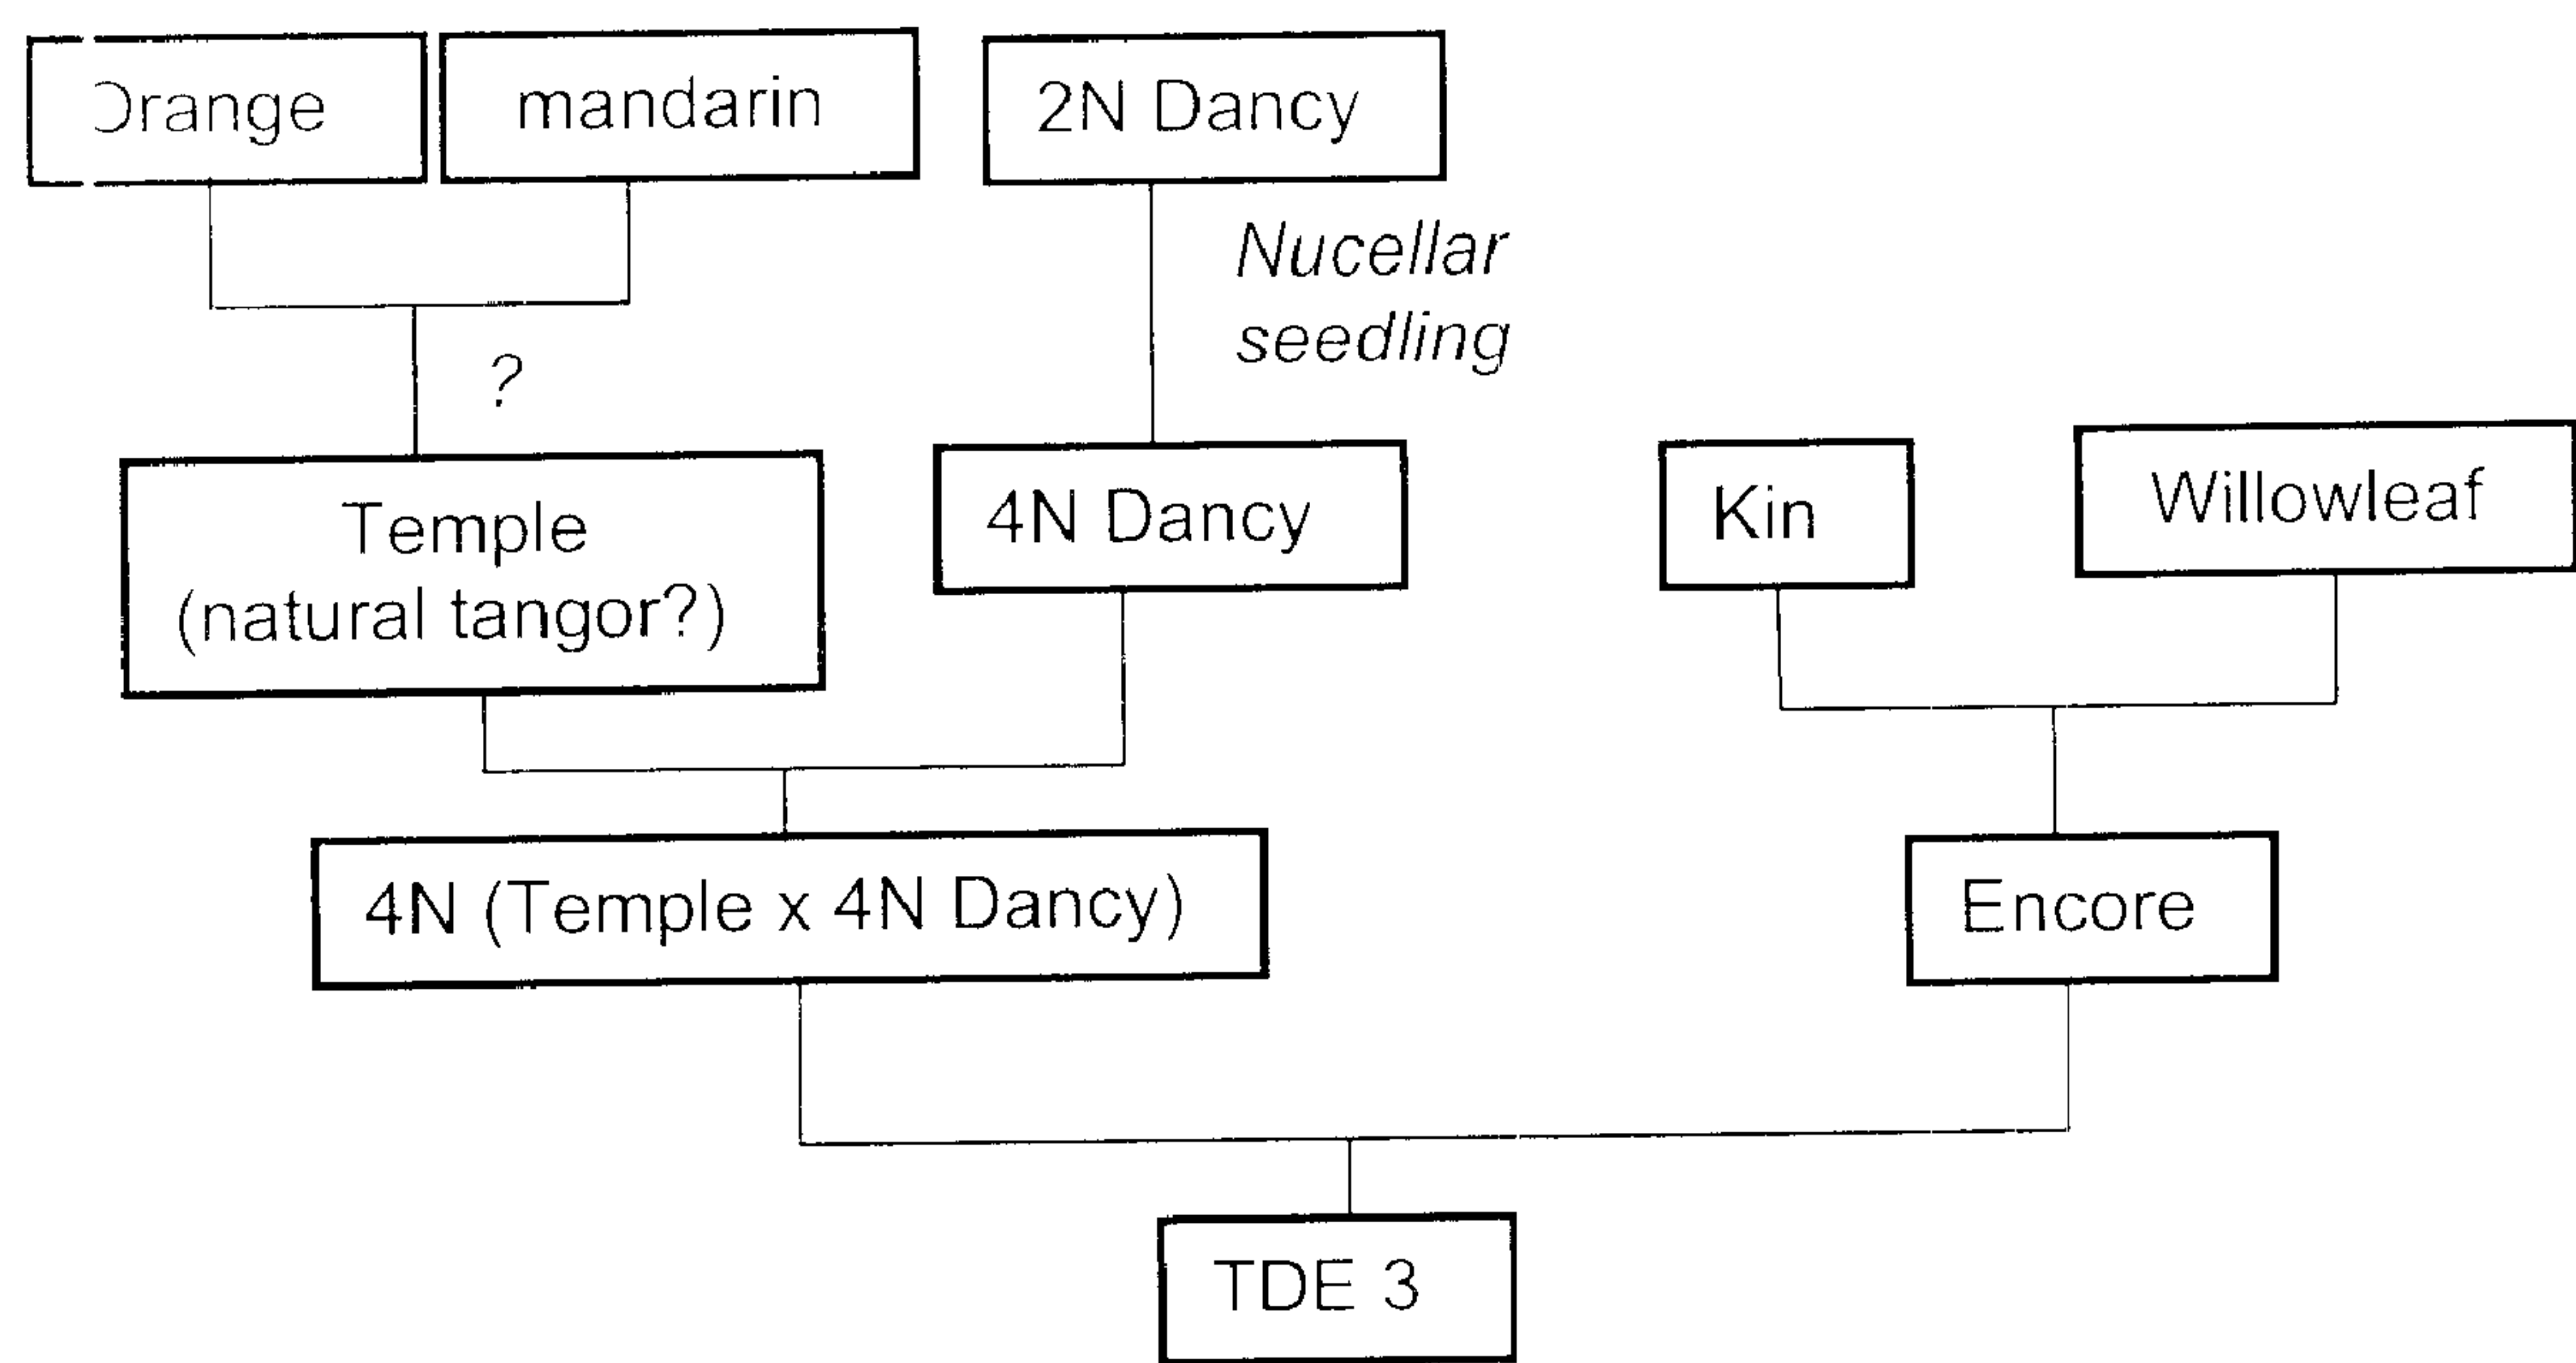 Orange
mandarin
2N Dancy
Nucellar
seedling
?
Temple
(natural tangor?)
4N Dancy
Kin
Willowleaf
4N (Temple x 4N Dancy)
Encore
TDE 3